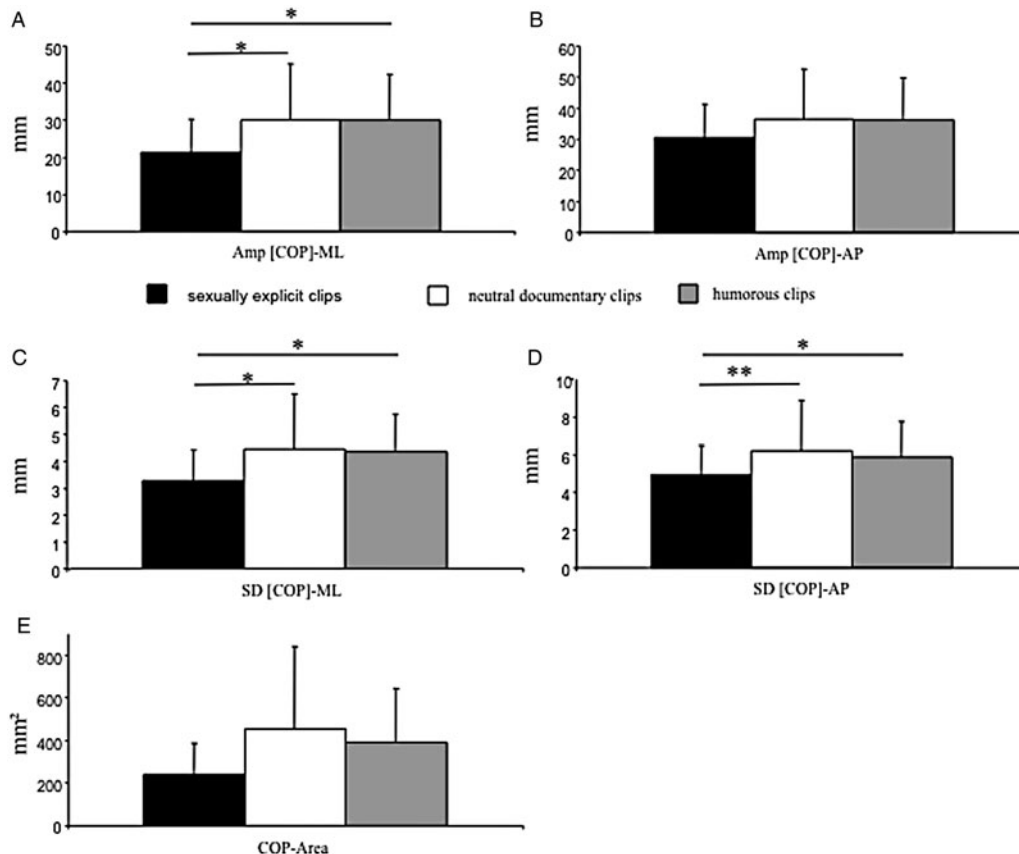 A
B
*
*
50
40
30
20
10
0
mm
Amp [COP]-ML
60
50
40
30
20
10
0
mm
Amp [COP]-AP
sexually explicit clips
neutral documentary clips
humorous clips
C
D
*
*
7
6
5
4
3
2
1
0
mm
SD [COP]-ML
*
**
10
8
6
4
2
0
mm
SD [COP]-AP
E
800
600
400
200
0
mm²
COP-Area